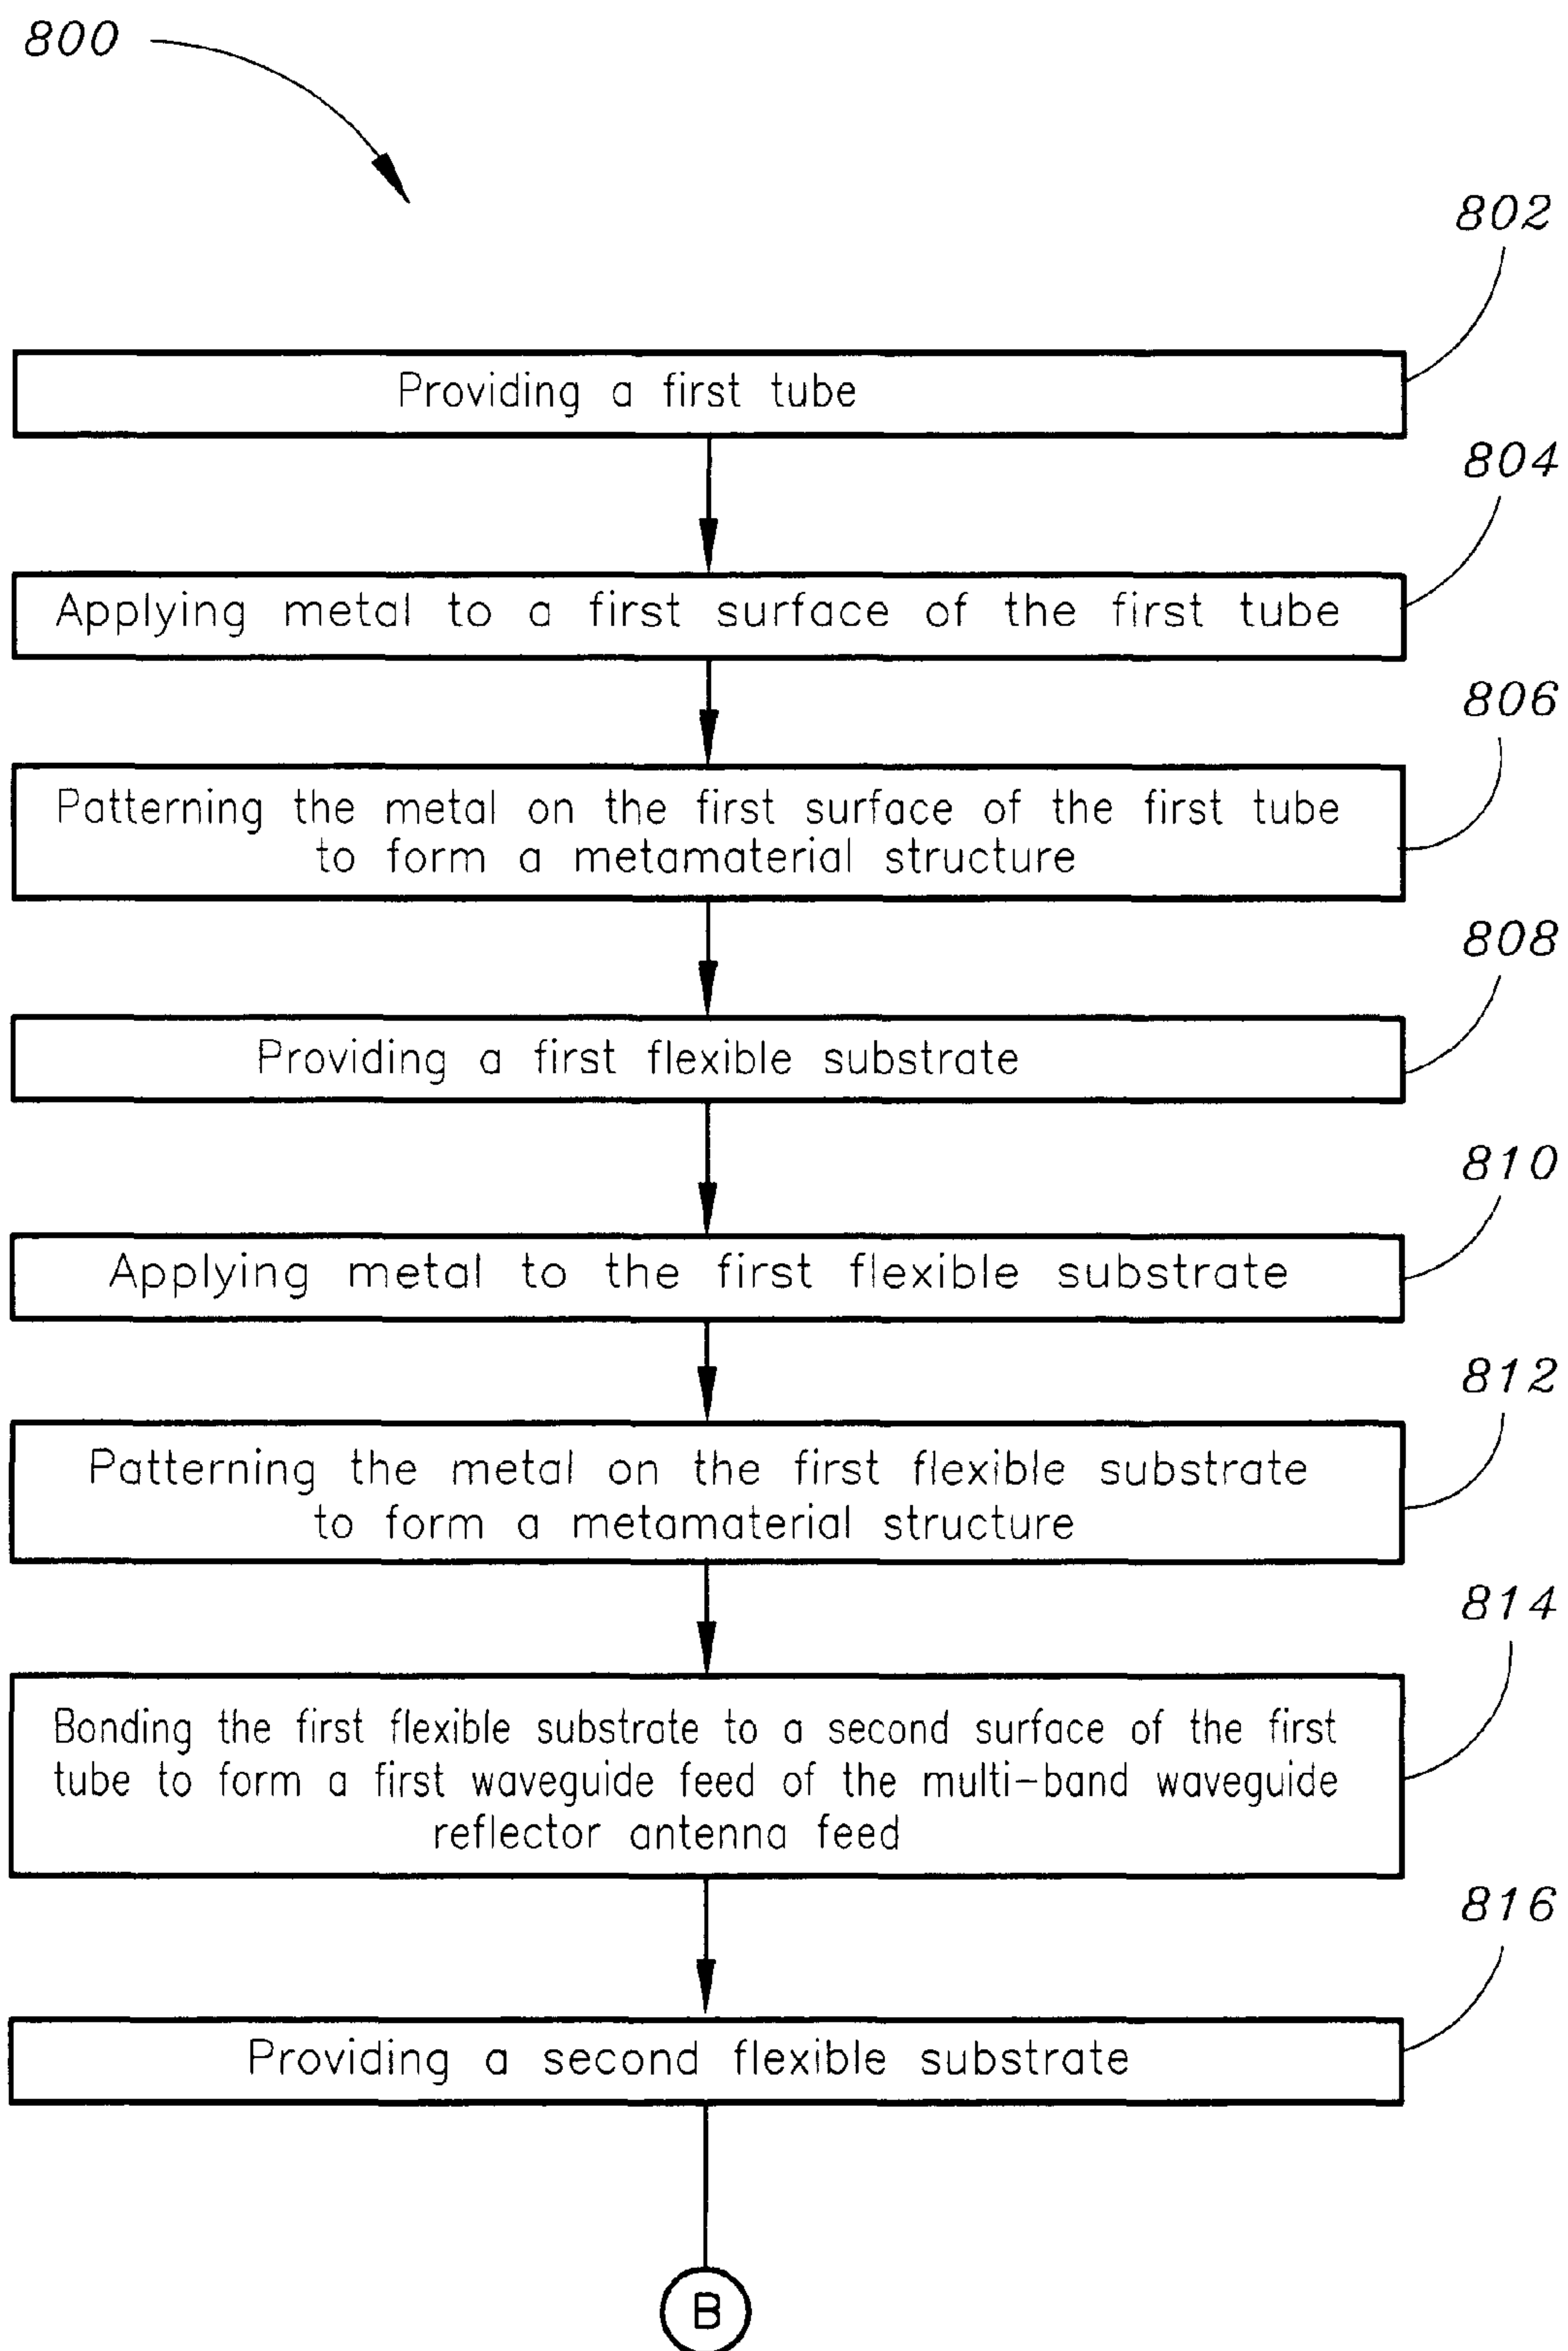 800
802
Providing a first tube
804
Applying metal to a first surface of the first tube
806
Patterning the metal on the first surface of the first tube
to form a metamaterial structure
808
Providing a first flexible substrate
810
Applying metal to the first flexible substrate
812
Patterning the metal on the first flexible substrate
to form a metamaterial structure
814
Bonding the first flexible substrate to a second surface of the first
tube to form a first waveguide feed of the multi-band waveguide
reflector antenna feed
816
Providing a second flexible substrate
B